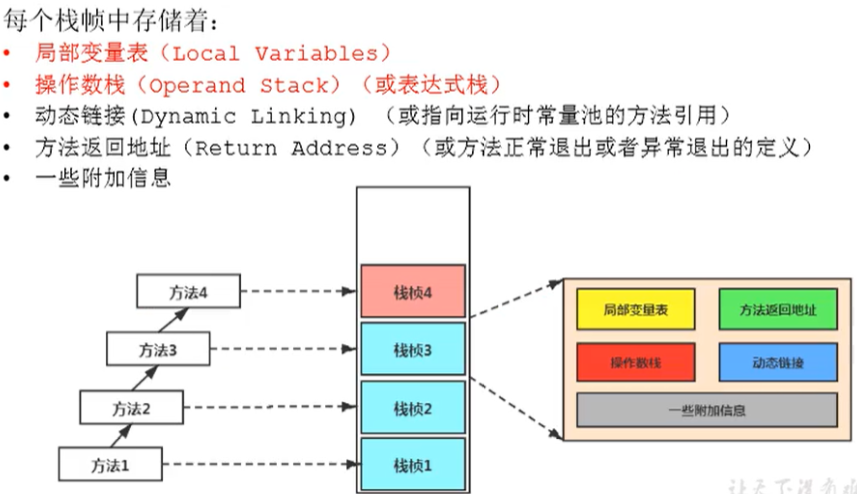 每个栈帧中存储着：
• 局部变量表（Local Variables）
• 操作数栈（Operand Stack）（或表达式栈）
• 动态链接(Dynamic Linking) （或指向运行时常量池的方法引用）
• 方法返回地址（Return Address）（或方法正常退出或者异常退出的定义）
• 一些附加信息
方法4
栈桢4
方法3
栈桢3
方法2
栈桢2
方法1
栈桢1
局部变量表
方法返回地址
操作数栈
动态链接
一些附加信息